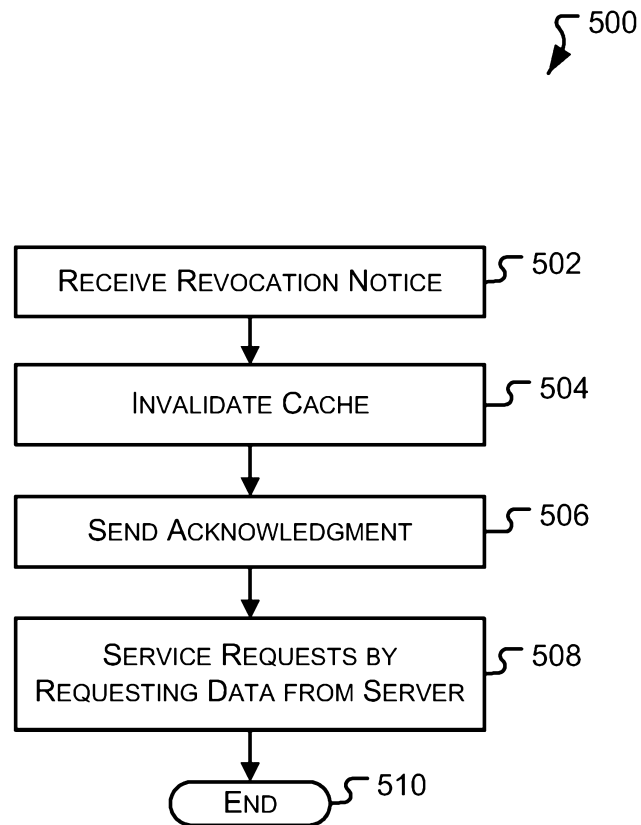 500
RECEIVE REVOCATION NOTICE
502
INVALIDATE CACHE
504
SEND ACKNOWLEDGMENT
506
SERVICE REQUESTS BY
REQUESTING DATA FROM SERVER
508
END
510